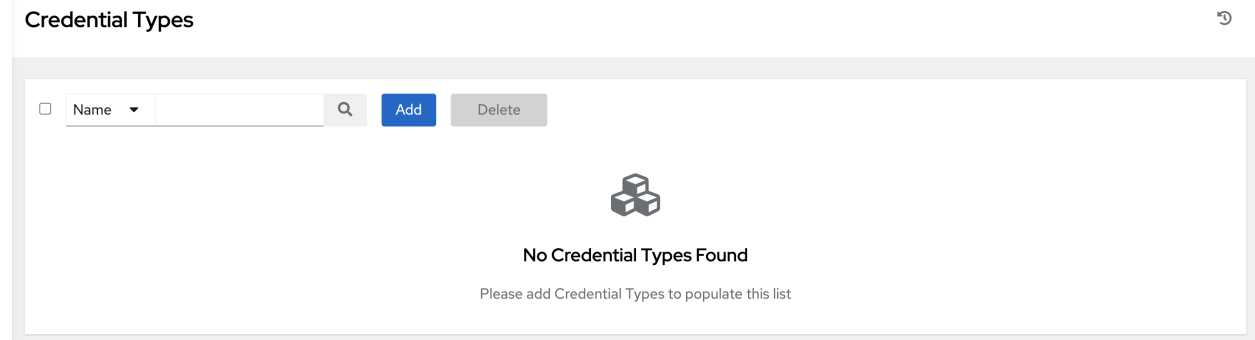 Credential Types
Name Add Delete
No Credential Types Found
Please add Credential Types to populate this list